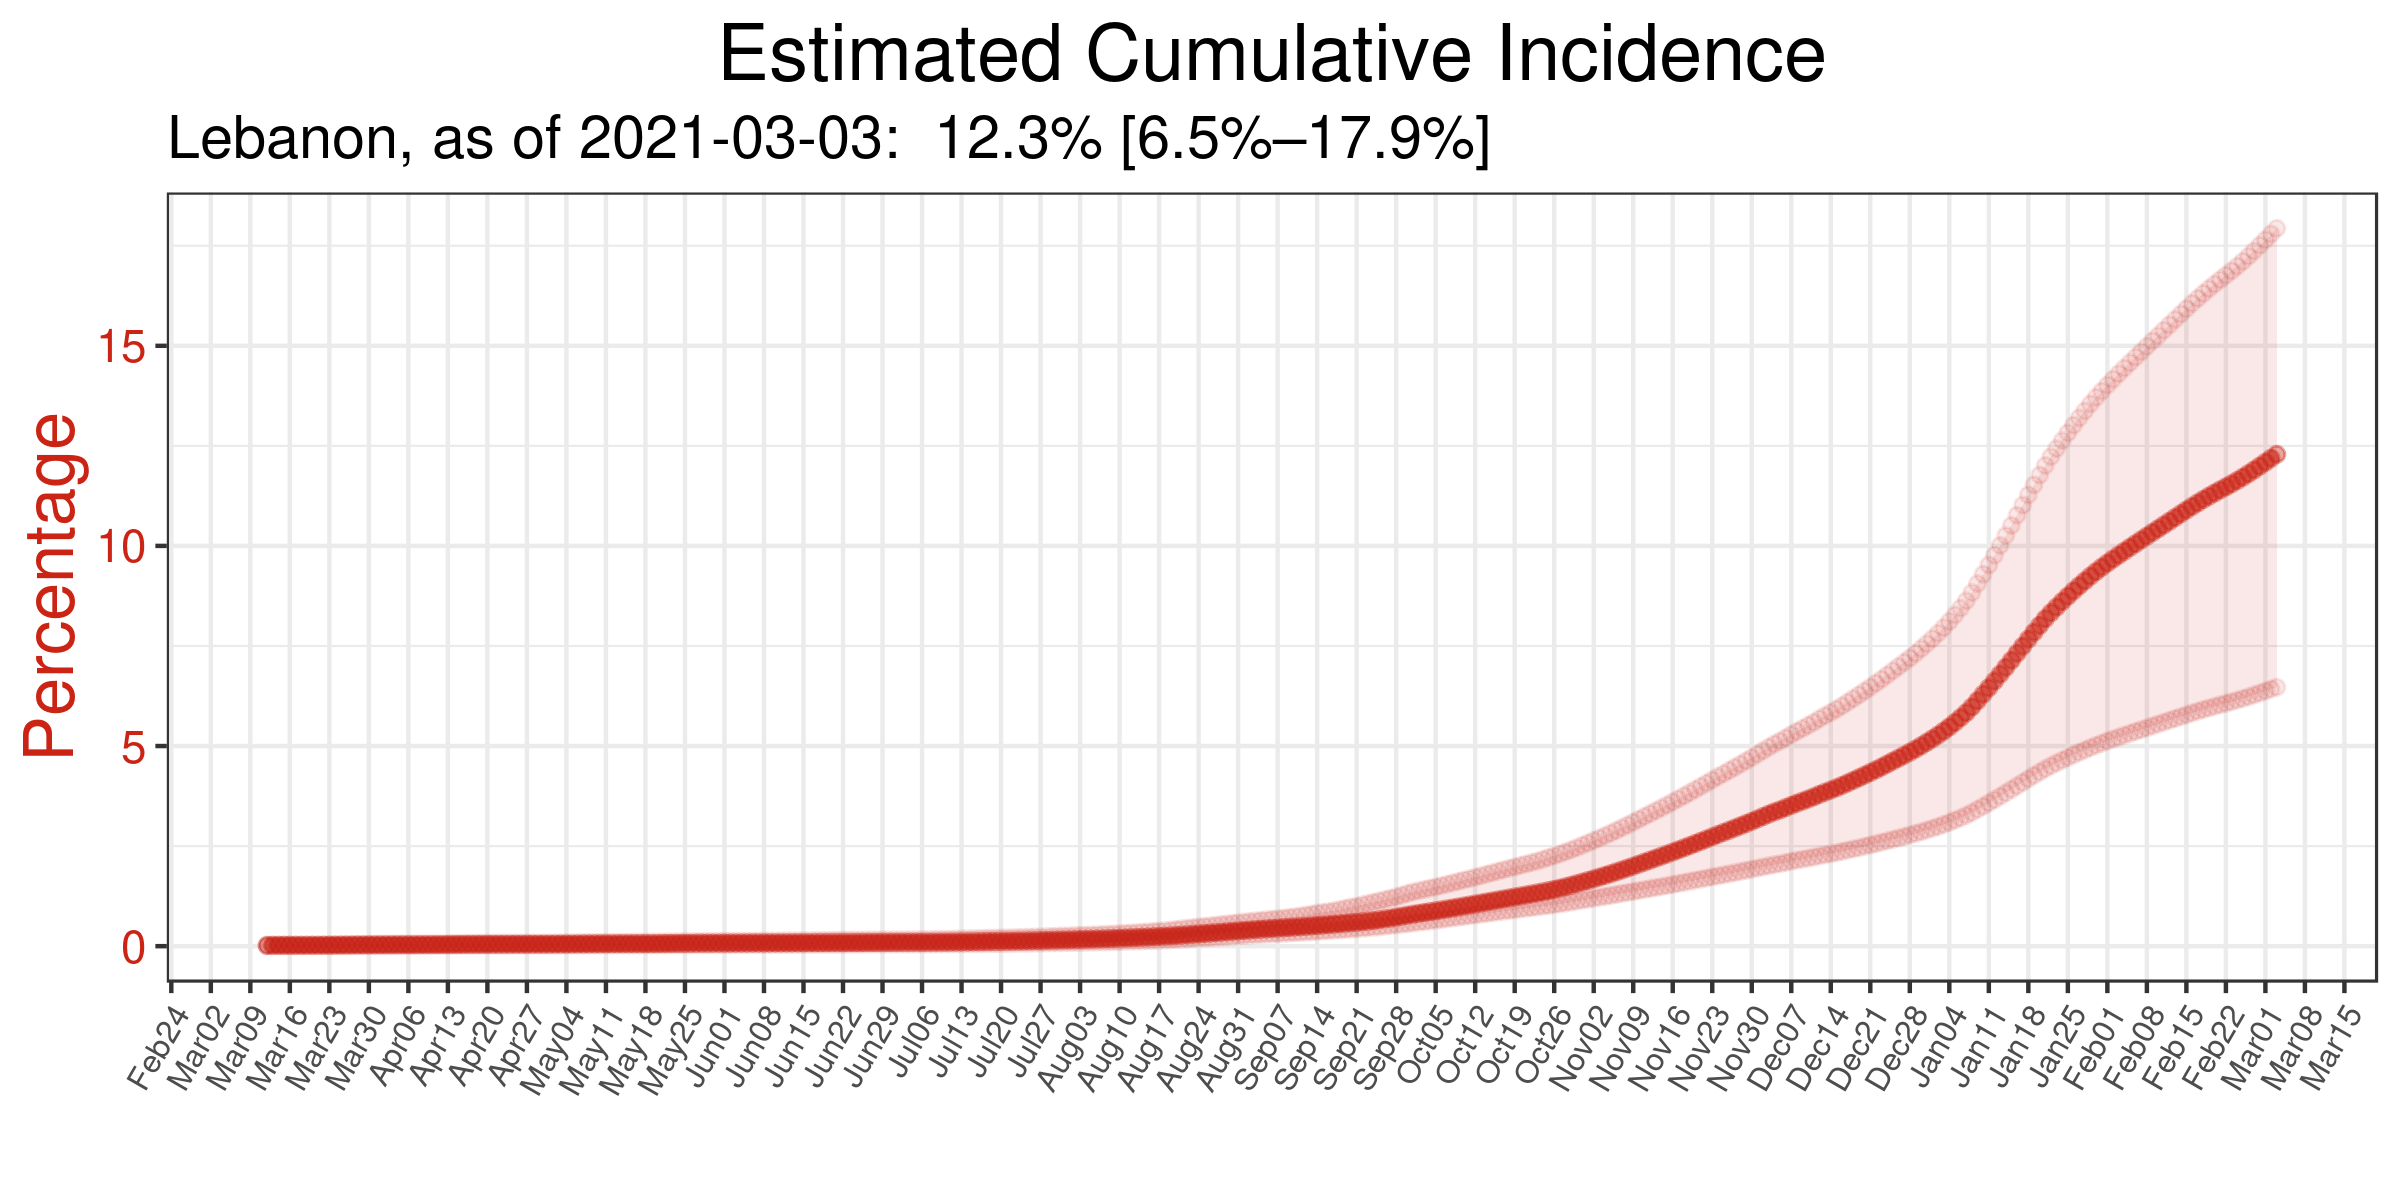 Estimated Cumulative Incidence
Lebanon, as of 2021-03-03:  12.3% [6.5%–17.9%]
Percentage
15
10
5
0
Feb24
Mar02
Mar09
Mar16
Mar23
Mar30
Apr06
Apr13
Apr20
Apr27
May04
May11
May18
May25
Jun01
Jun08
Jun15
Jun22
Jun29
Jul06
Jul13
Jul20
Jul27
Aug03
Aug10
Aug17
Aug24
Aug31
Sep07
Sep14
Sep21
Sep28
Oct05
Oct12
Oct19
Oct26
Nov02
Nov09
Nov16
Nov23
Nov30
Dec07
Dec14
Dec21
Dec28
Jan04
Jan11
Jan18
Jan25
Feb01
Feb08
Feb15
Feb22
Mar01
Mar08
Mar15